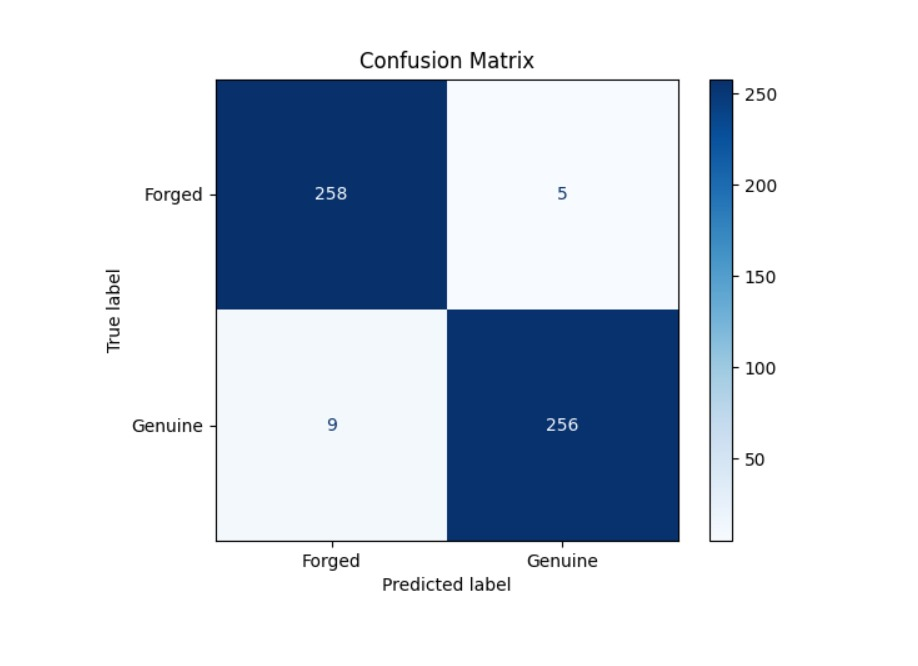 Confusion Matrix
Forged
258
5
Genuine
9
256
True label
Forged
Genuine
Predicted label
250
200
150
100
50